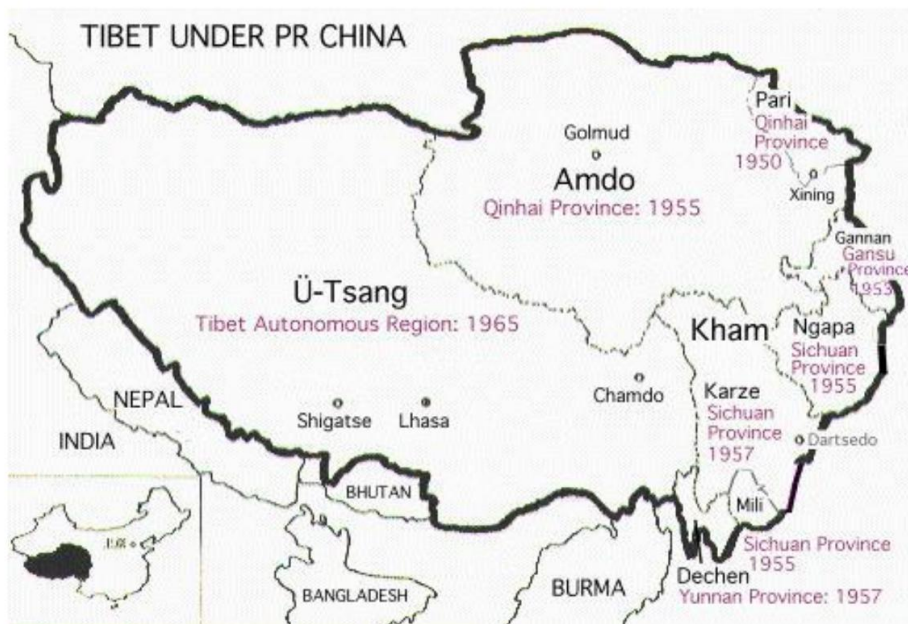 TIBET UNDER PR CHINA
Pari
Qinhai
Province
1950
Golmud
Amdo
Qinhai Province: 1955
Xining
Gannan
Gansu
Province
1953
Ü-Tsang
Tibet Autonomous Region: 1965
Kham
Ngapa
Sichuan
Province
1955
Chamdo
Karze
Sichuan
Province
1957
NEPAL
Shigatse
Lhasa
Dartsedo
INDIA
BHUTAN
Mili
Sichuan Province
1955
Dechen
Yunnan Province: 1957
BANGLADESH
BURMA